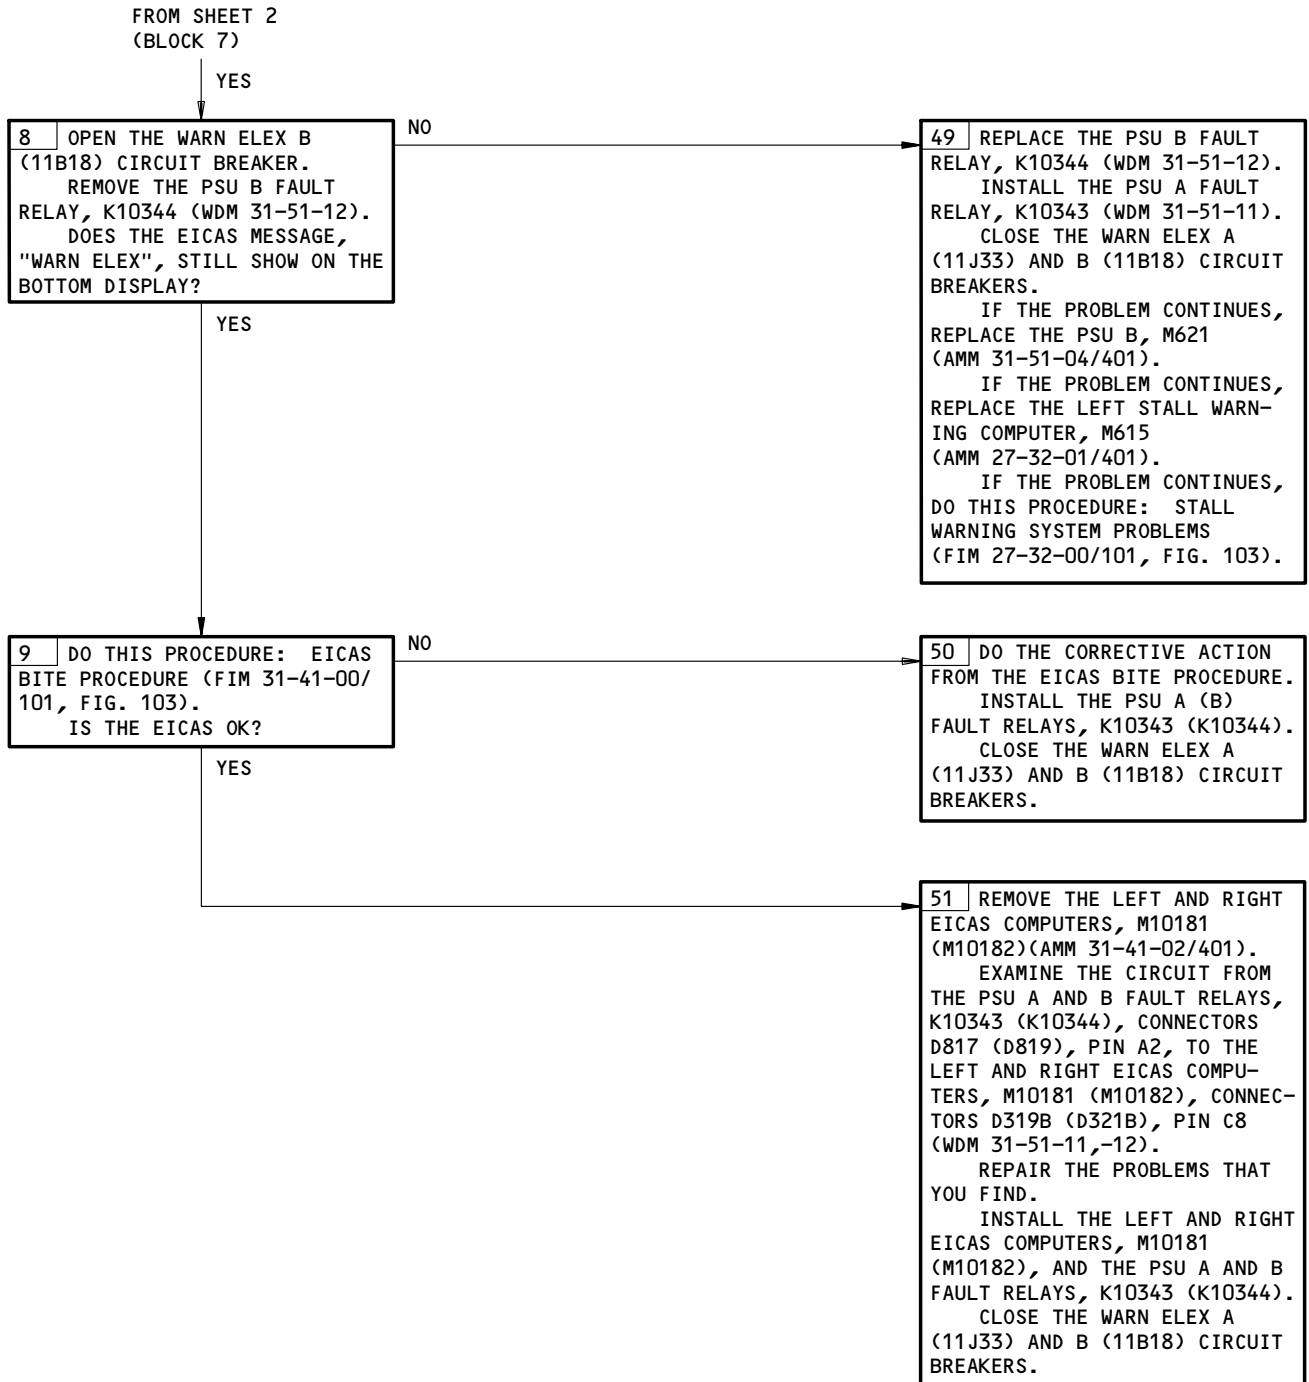 FROM SHEET 2
(BLOCK 7)
YES
8 OPEN THE WARN ELEX B
(11B18) CIRCUIT BREAKER.
REMOVE THE PSU B FAULT
RELAY, K10344 (WDM 31-51-12).
DOES THE EICAS MESSAGE,
"WARN ELEX", STILL SHOW ON THE
BOTTOM DISPLAY?
NO
49 REPLACE THE PSU B FAULT
RELAY, K10344 (WDM 31-51-12).
INSTALL THE PSU A FAULT
RELAY, K10343 (WDM 31-51-11).
CLOSE THE WARN ELEX A
(11J33) AND B (11B18) CIRCUIT
BREAKERS.
IF THE PROBLEM CONTINUES,
REPLACE THE PSU B, M621
(AMM 31-51-04/401).
IF THE PROBLEM CONTINUES,
REPLACE THE LEFT STALL WARN-
ING COMPUTER, M615
(AMM 27-32-01/401).
IF THE PROBLEM CONTINUES,
DO THIS PROCEDURE: STALL
WARNING SYSTEM PROBLEMS
(FIM 27-32-00/101, FIG. 103).
YES
9 DO THIS PROCEDURE: EICAS
BITE PROCEDURE (FIM 31-41-00/
101, FIG. 103).
IS THE EICAS OK?
NO
50 DO THE CORRECTIVE ACTION
FROM THE EICAS BITE PROCEDURE.
INSTALL THE PSU A (B)
FAULT RELAYS, K10343 (K10344).
CLOSE THE WARN ELEX A
(11J33) AND B (11B18) CIRCUIT
BREAKERS.
YES
51 REMOVE THE LEFT AND RIGHT
EICAS COMPUTERS, M10181
(M10182)(AMM 31-41-02/401).
EXAMINE THE CIRCUIT FROM
THE PSU A AND B FAULT RELAYS,
K10343 (K10344), CONNECTORS
D817 (D819), PIN A2, TO THE
LEFT AND RIGHT EICAS COMPU-
TERS, M10181 (M10182), CONNEC-
TORS D319B (D321B), PIN C8
(WDM 31-51-11,-12).
REPAIR THE PROBLEMS THAT
YOU FIND.
INSTALL THE LEFT AND RIGHT
EICAS COMPUTERS, M10181
(M10182), AND THE PSU A AND B
FAULT RELAYS, K10343 (K10344).
CLOSE THE WARN ELEX A
(11J33) AND B (11B18) CIRCUIT
BREAKERS.